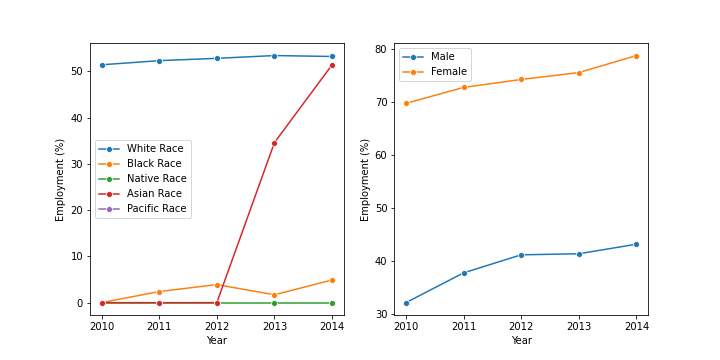 Employment (%)
50
40
30
20
10
0
White Race
Black Race
Native Race
Asian Race
Pacific Race
2010 2011 2012 2013 2014
Year
Employment (%)
80
70
60
50
40
30
Male
Female
2010 2011 2012 2013 2014
Year